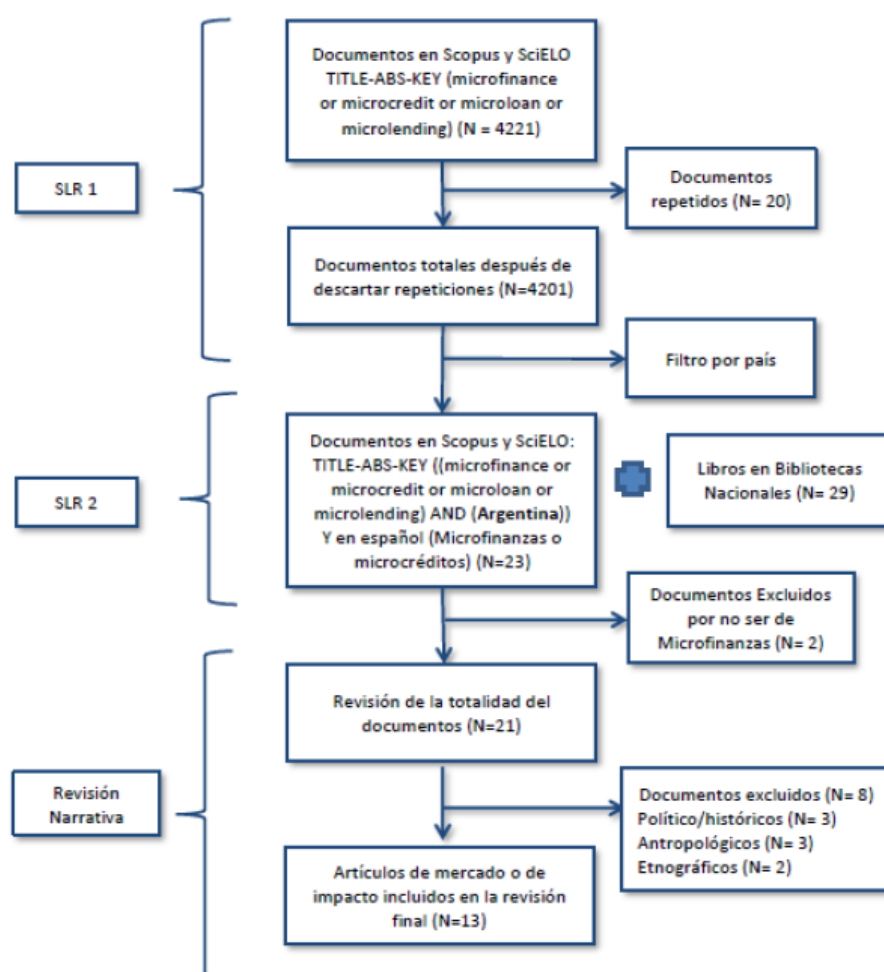 Documentos en Scopus y SciELO
TITLE-ABS-KEY (microfinance
or microcredit or microloan or
microlending) (N = 4221)
SLR 1
Documentos
repetidos (N= 20)
Documentos totales después de
descartar repeticiones (N=4201)
Filtro por país
Documentos en Scopus y SciELO:
TITLE-ABS-KEY ((microfinance or
microcredit or microloan or
microlending) AND (Argentina))
Y en español (Microfinanzas o
microcréditos) (N=23)
Libros en Bibliotecas
Nacionales (N= 29)
SLR 2
Documentos Excluidos
por no ser de
Microfinanzas (N= 2)
Revisión de la totalidad del
documentos (N=21)
Revisión
Narrativa
Documentos excluidos (N= 8)
Político/históricos (N= 3)
Antropológicos (N= 3)
Etnográficos (N= 2)
Artículos de mercado o de
impacto incluidos en la revisión
final (N=13)